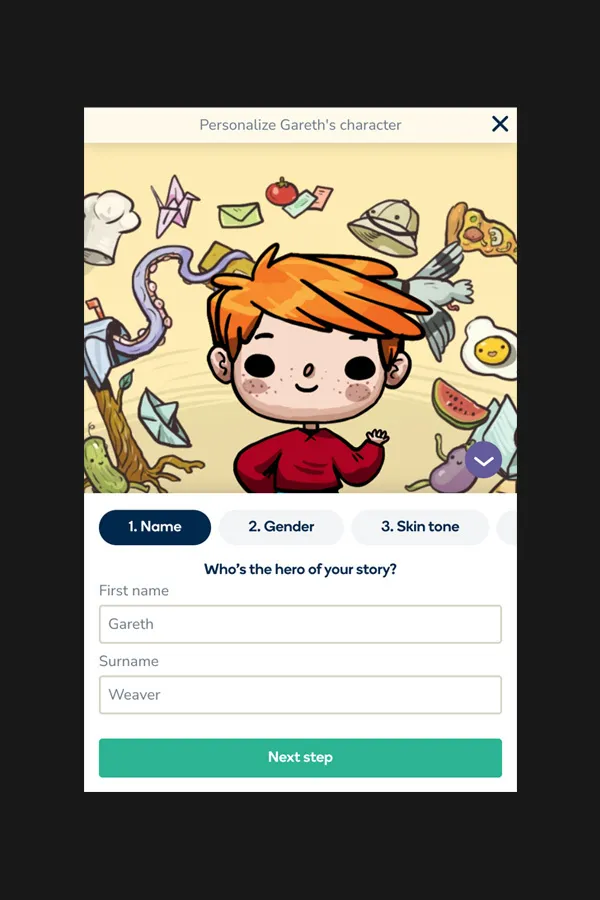 Personalize Gareth's character
1. Name
2. Gender
3. Skin tone
Who's the hero of your story?
First name
Gareth
Surname
Weaver
Next step